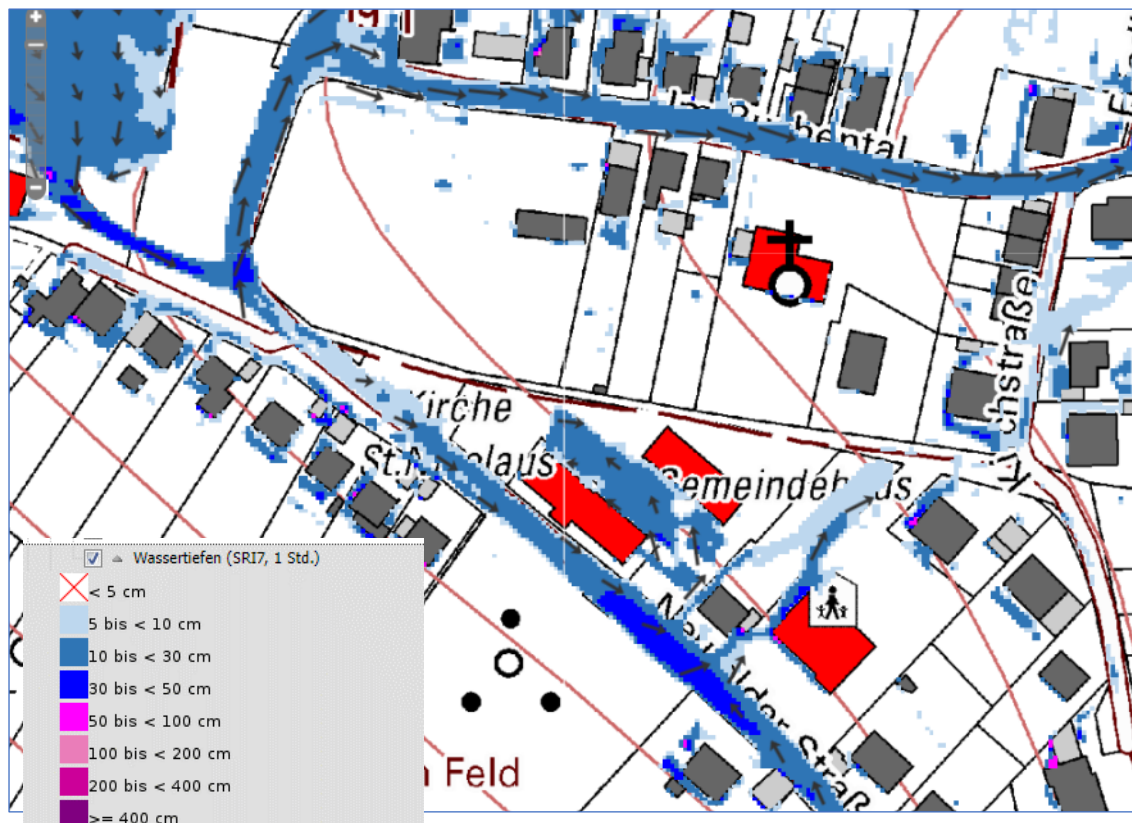 Kirche
St.
Gemeindehaus
Feld
Wassertiefen (SRI7, 1 Std.)
< 5 cm
5 bis < 10 cm
10 bis < 30 cm
30 bis < 50 cm
50 bis < 100 cm
100 bis < 200 cm
200 bis < 400 cm
>= 400 cm